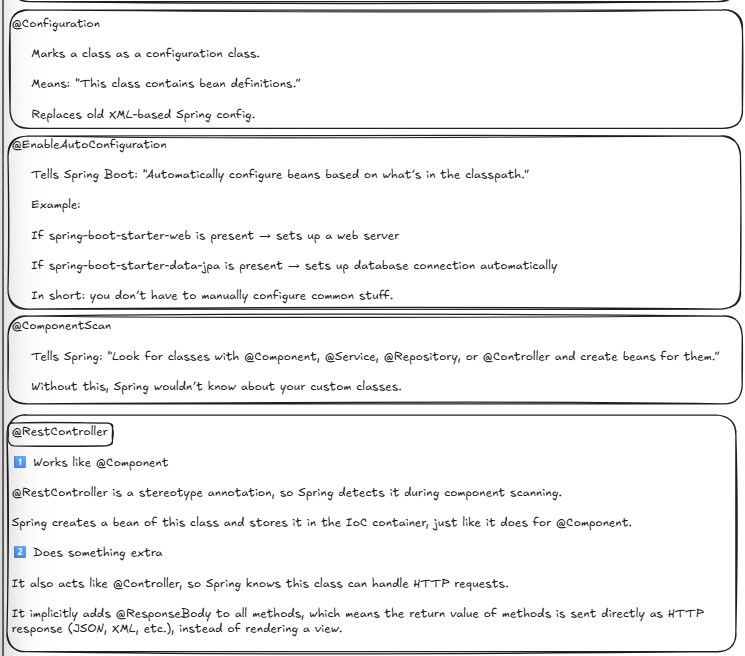 @Configuration
Marks a class as a configuration class.
Means: "This class contains bean definitions."
Replaces old XML-based Spring config.
@EnableAutoConfiguration
Tells Spring Boot: "Automatically configure beans based on what's in the classpath."
Example:
If spring-boot-starter-web is present → sets up a web server
If spring-boot-starter-data-jpa is present → sets up database connection automatically
In short: you don't have to manually configure common stuff.
@ComponentScan
Tells Spring: "Look for classes with @Component, @Service, @Repository, or @Controller and create beans for them."
Without this, Spring wouldn't know about your custom classes.
@RestController
1 Works like @Component
@RestController is a stereotype annotation, so Spring detects it during component scanning.
Spring creates a bean of this class and stores it in the IoC container, just like it does for @Component.
2 Does something extra
It also acts like @Controller, so Spring knows this class can handle HTTP requests.
It implicitly adds @ResponseBody to all methods, which means the return value of methods is sent directly as HTTP
response (JSON, XML, etc.), instead of rendering a view.